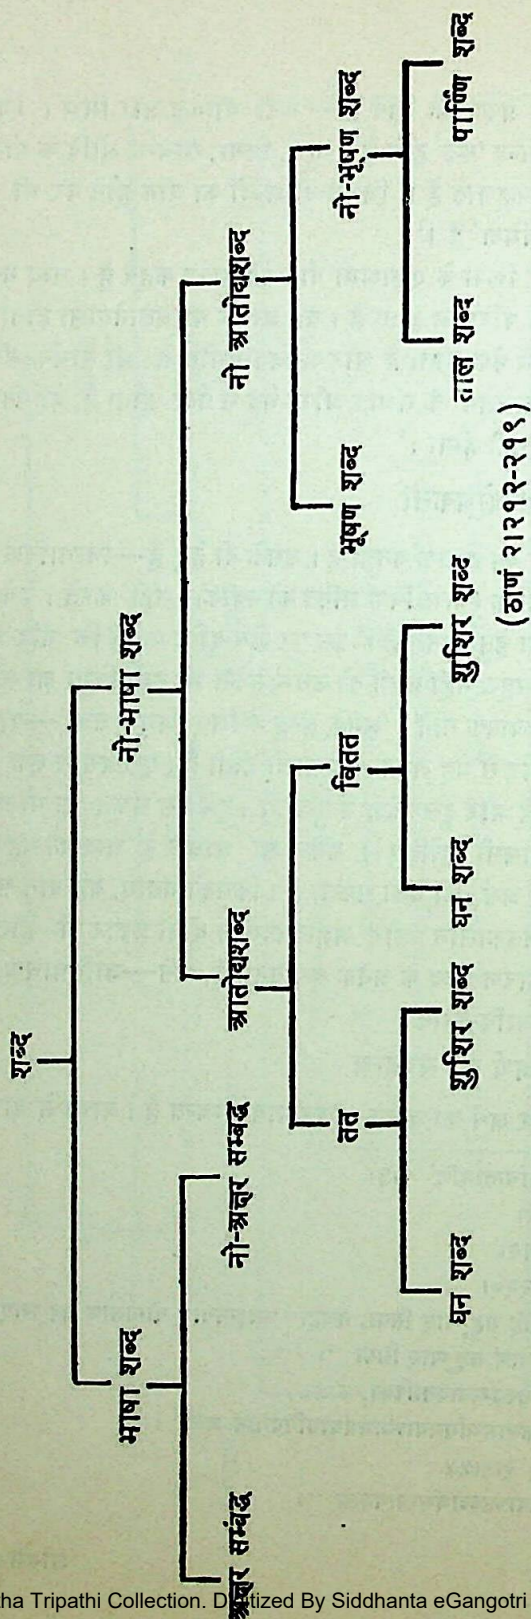 शब्द
भाषा शब्द
नो-भाषा शब्द
अक्षर सम्बद्ध
नो-अक्षर सम्बद्ध
आतोद्यशब्द
नो आतोद्यशब्द
तत
वितत
भूषण शब्द
नो-भूषण शब्द
घन शब्द
शुशिर शब्द
घन शब्द
शुशिर शब्द
ताल शब्द
पार्ष्णि शब्द
(ठाणं २।२१२-२१९)
tha Tripathi Collection. Digitized By Siddhanta eGangotri